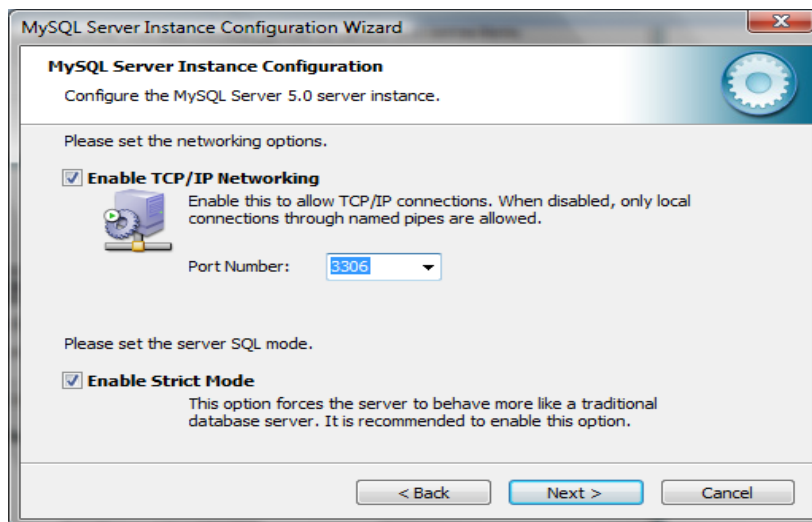 MySQL Server Instance Configuration Wizard
MySQL Server Instance Configuration
Configure the MySQL Server 5.0 server instance.
Please set the networking options.
Enable TCP/IP Networking
Enable this to allow TCP/IP connections. When disabled, only local
connections through named pipes are allowed.
Port Number: 3306
Please set the server SQL mode.
Enable Strict Mode
This option forces the server to behave more like a traditional
database server. It is recommended to enable this option.
< Back Next > Cancel